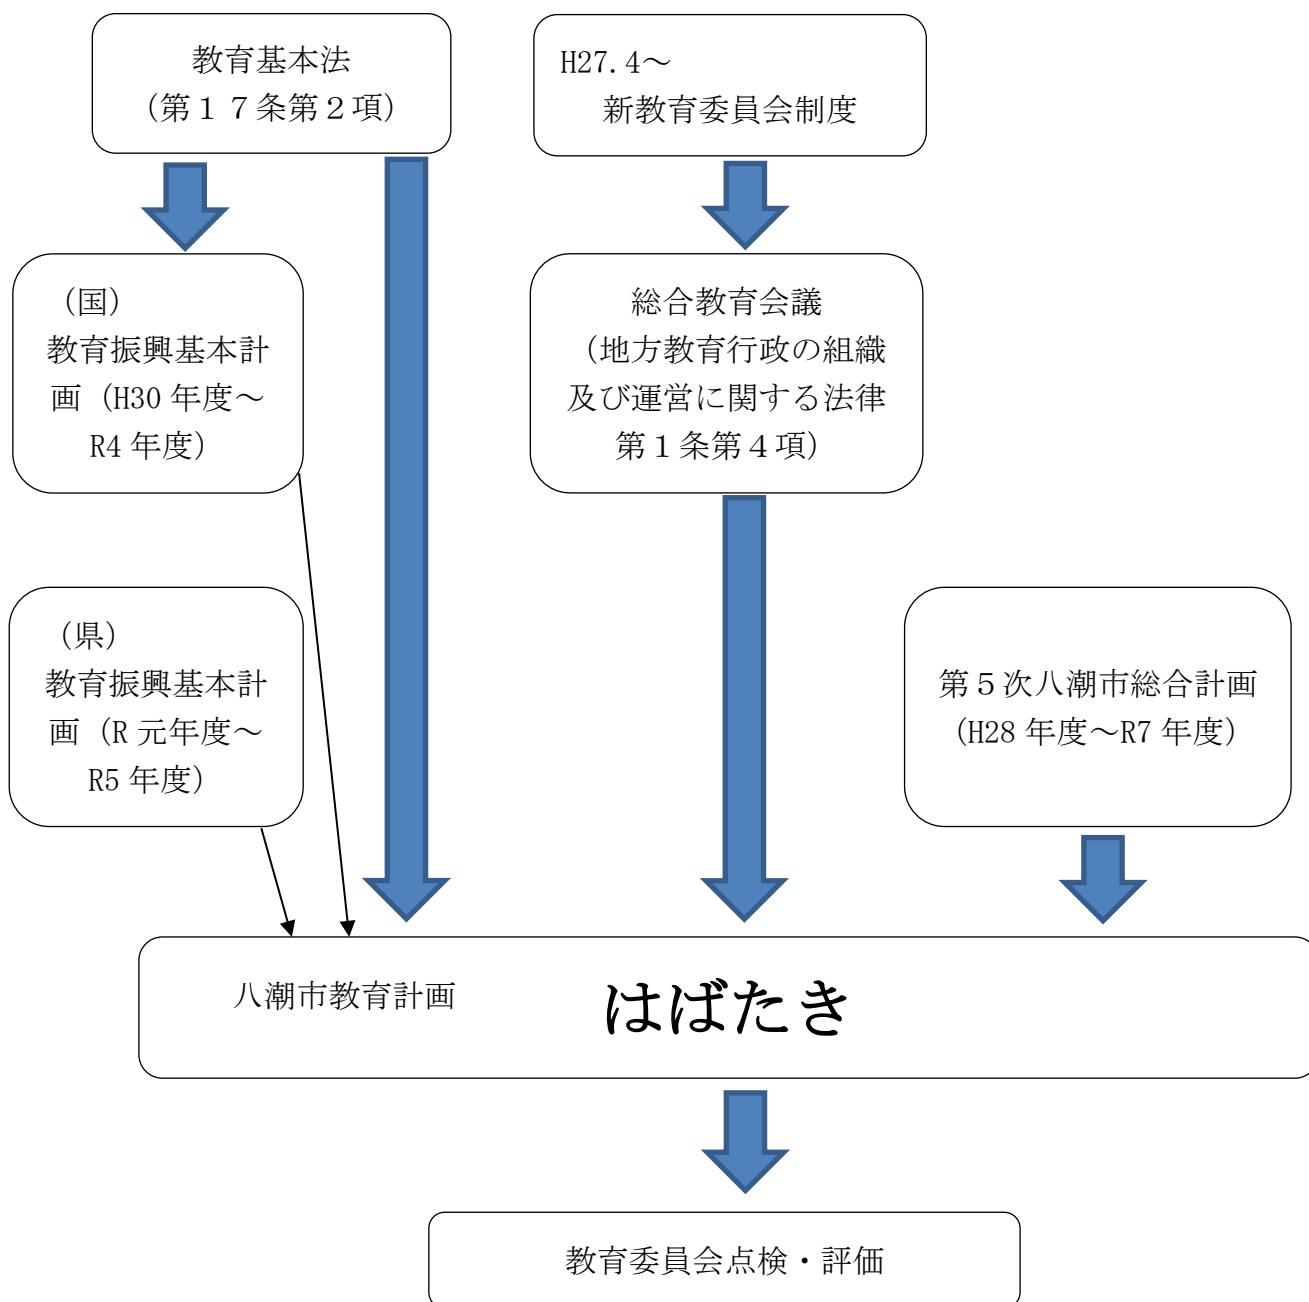 教育基本法
（第１７条第２項）
H27.4～
新教育委員会制度
（国）
教育振興基本計
画（H30 年度～
R4 年度）
総合教育会議
（地方教育行政の組織
及び運営に関する法律
第１条第４項）
（県）
教育振興基本計
画（R 元年度～
R5 年度）
第５次八潮市総合計画
（H28 年度～R7 年度）
八潮市教育計画 はばたき
教育委員会点検・評価